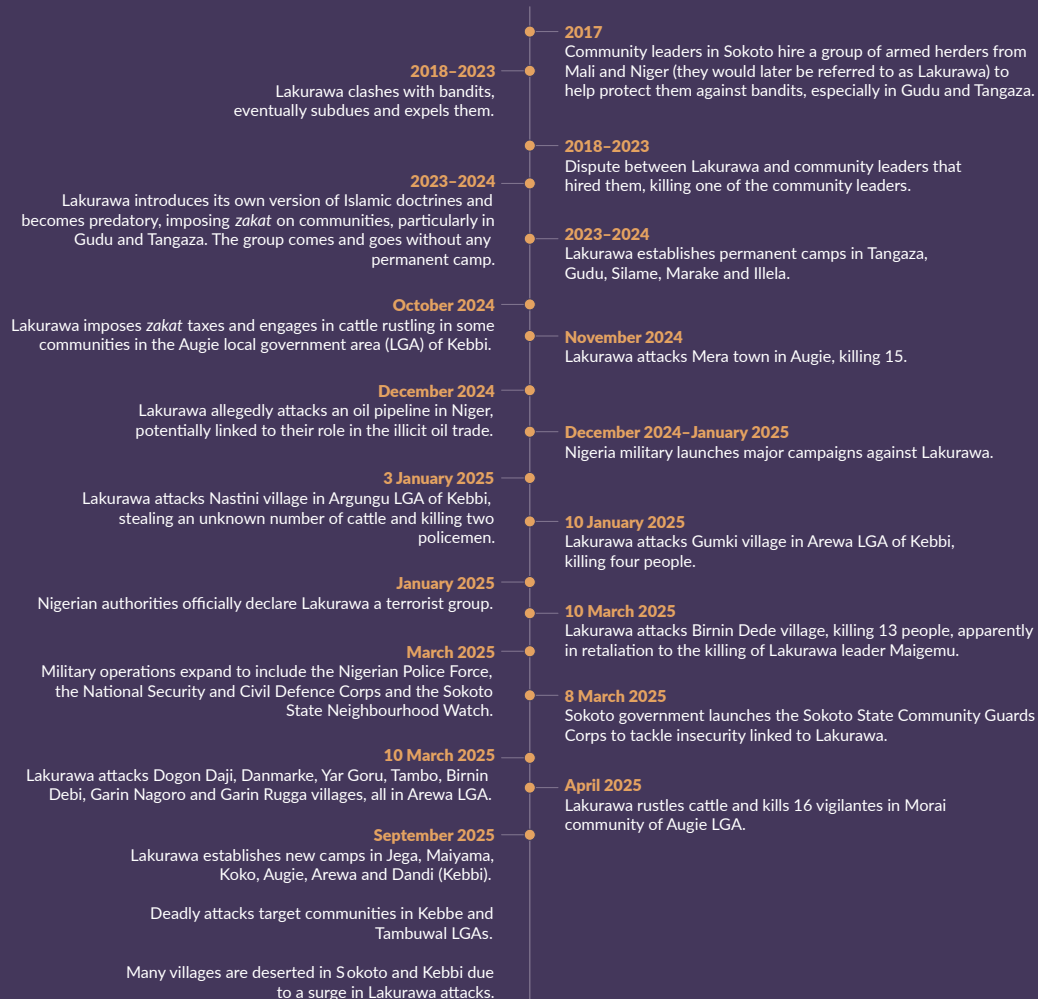 2017
Community leaders in Sokoto hire a group of armed herders from
Mali and Niger (they would later be referred to as Lakurawa) to
help protect them against bandits, especially in Gudu and Tangaza.
2018–2023
Lakurawa clashes with bandits,
eventually subdues and expels them.
2018–2023
Dispute between Lakurawa and community leaders that
hired them, killing one of the community leaders.
2023–2024
Lakurawa introduces its own version of Islamic doctrines and
becomes predatory, imposing zakat on communities, particularly in
Gudu and Tangaza. The group comes and goes without any
permanent camp.
2023–2024
Lakurawa establishes permanent camps in Tangaza,
Gudu, Silame, Marake and Illela.
October 2024
Lakurawa imposes zakat taxes and engages in cattle rustling in some
communities in the Augie local government area (LGA) of Kebbi.
November 2024
Lakurawa attacks Mera town in Augie, killing 15.
December 2024
Lakurawa allegedly attacks an oil pipeline in Niger,
potentially linked to their role in the illicit oil trade.
December 2024–January 2025
Nigeria military launches major campaigns against Lakurawa.
3 January 2025
Lakurawa attacks Nastini village in Argungu LGA of Kebbi,
stealing an unknown number of cattle and killing two
policemen.
10 January 2025
Lakurawa attacks Gumki village in Arewa LGA of Kebbi,
killing four people.
January 2025
Nigerian authorities officially declare Lakurawa a terrorist group.
10 March 2025
Lakurawa attacks Birnin Dede village, killing 13 people, apparently
in retaliation to the killing of Lakurawa leader Maigemu.
March 2025
Military operations expand to include the Nigerian Police Force,
the National Security and Civil Defence Corps and the Sokoto
State Neighbourhood Watch.
8 March 2025
Sokoto government launches the Sokoto State Community Guards
Corps to tackle insecurity linked to Lakurawa.
10 March 2025
Lakurawa attacks Dogon Daji, Danmarke, Yar Goru, Tambo, Birnin
Debi, Garin Nagoro and Garin Rugga villages, all in Arewa LGA.
April 2025
Lakurawa rustles cattle and kills 16 vigilantes in Morai
community of Augie LGA.
September 2025
Lakurawa establishes new camps in Jega, Maiyama,
Koko, Augie, Arewa and Dandi (Kebbi).
Deadly attacks target communities in Kebbe and
Tambuwal LGAs.
Many villages are deserted in Sokoto and Kebbi due
to a surge in Lakurawa attacks.